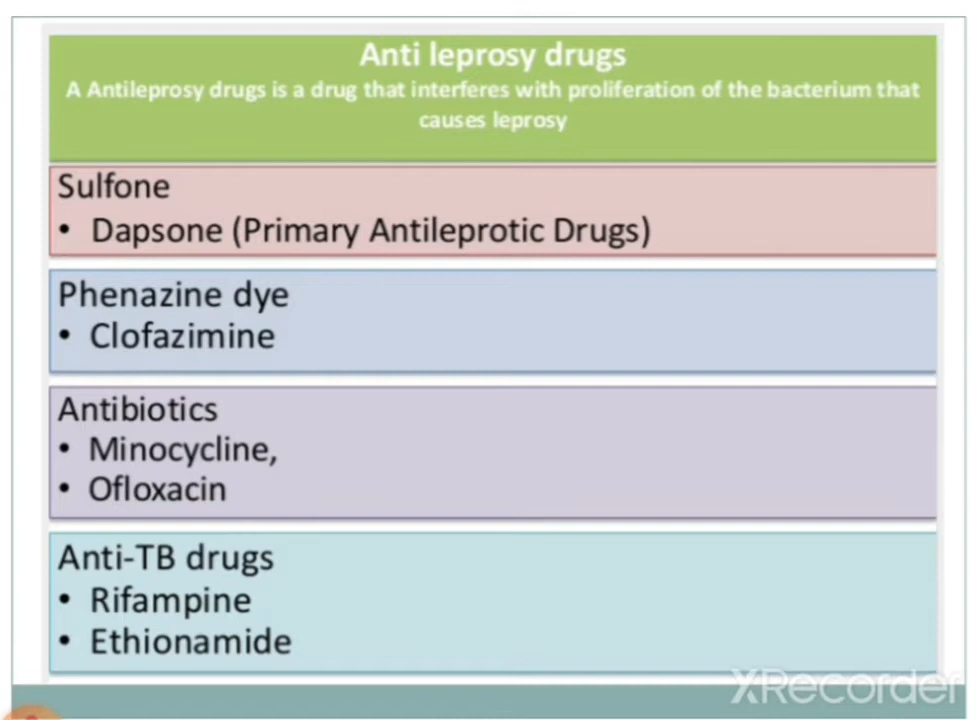 Anti leprosy drugs
A Antileprosy drugs is a drug that interferes with proliferation of the bacterium that
causes leprosy
Sulfone
• Dapsone (Primary Antileprotic Drugs)
Phenazine dye
• Clofazimine
Antibiotics
• Minocycline,
• Ofloxacin
Anti-TB drugs
• Rifampine
• Ethionamide
XRecorder